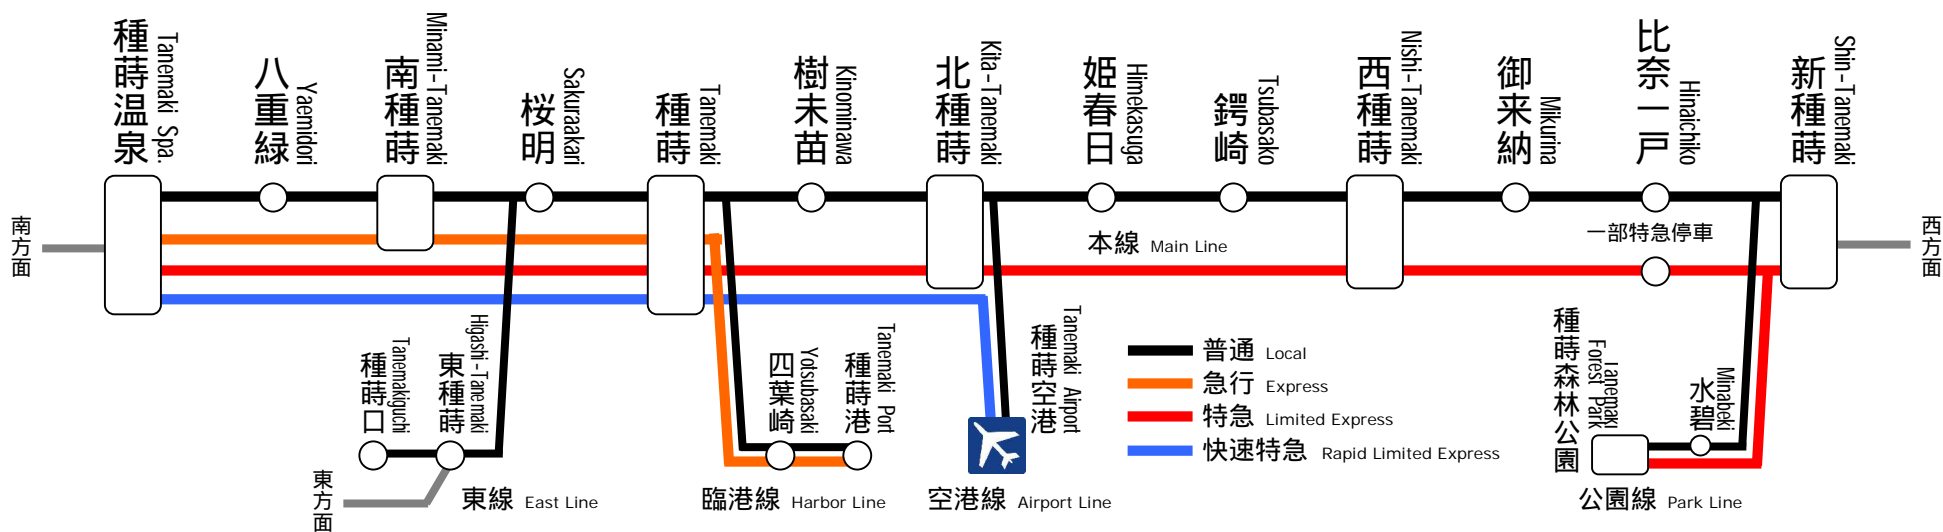 種蒔温泉
Tanemaki Spa.
八重緑
Yaemidori
南種蒔
Minami-Tanemaki
桜明
Sakuraakari
種蒔
Tanemaki
樹未苗
Kinominawa
北種蒔
Kita-Tanemaki
姫春日
Himekasuga
鍔崎
Tsubasako
西種蒔
Nishi-Tanemaki
御来納
Mikurina
比奈一戸
Hinaichiko
新種蒔
Shin-Tanemaki
南方面
本線 Main Line
一部特急停車
西方面
種蒔口
Tanemakiguchi
東種蒔
Higashi-Tanemaki
四葉崎
Yotsubasaki
種蒔港
Tanemaki Port
種蒔空港
Tanemaki Airport
普通 Local
急行 Express
特急 Limited Express
快速特急 Rapid Limited Express
種蒔森林公園
Tanemaki
Forest Park
水碧
Minabeki
東方面
東線 East Line
臨港線 Harbor Line
空港線 Airport Line
公園線 Park Line